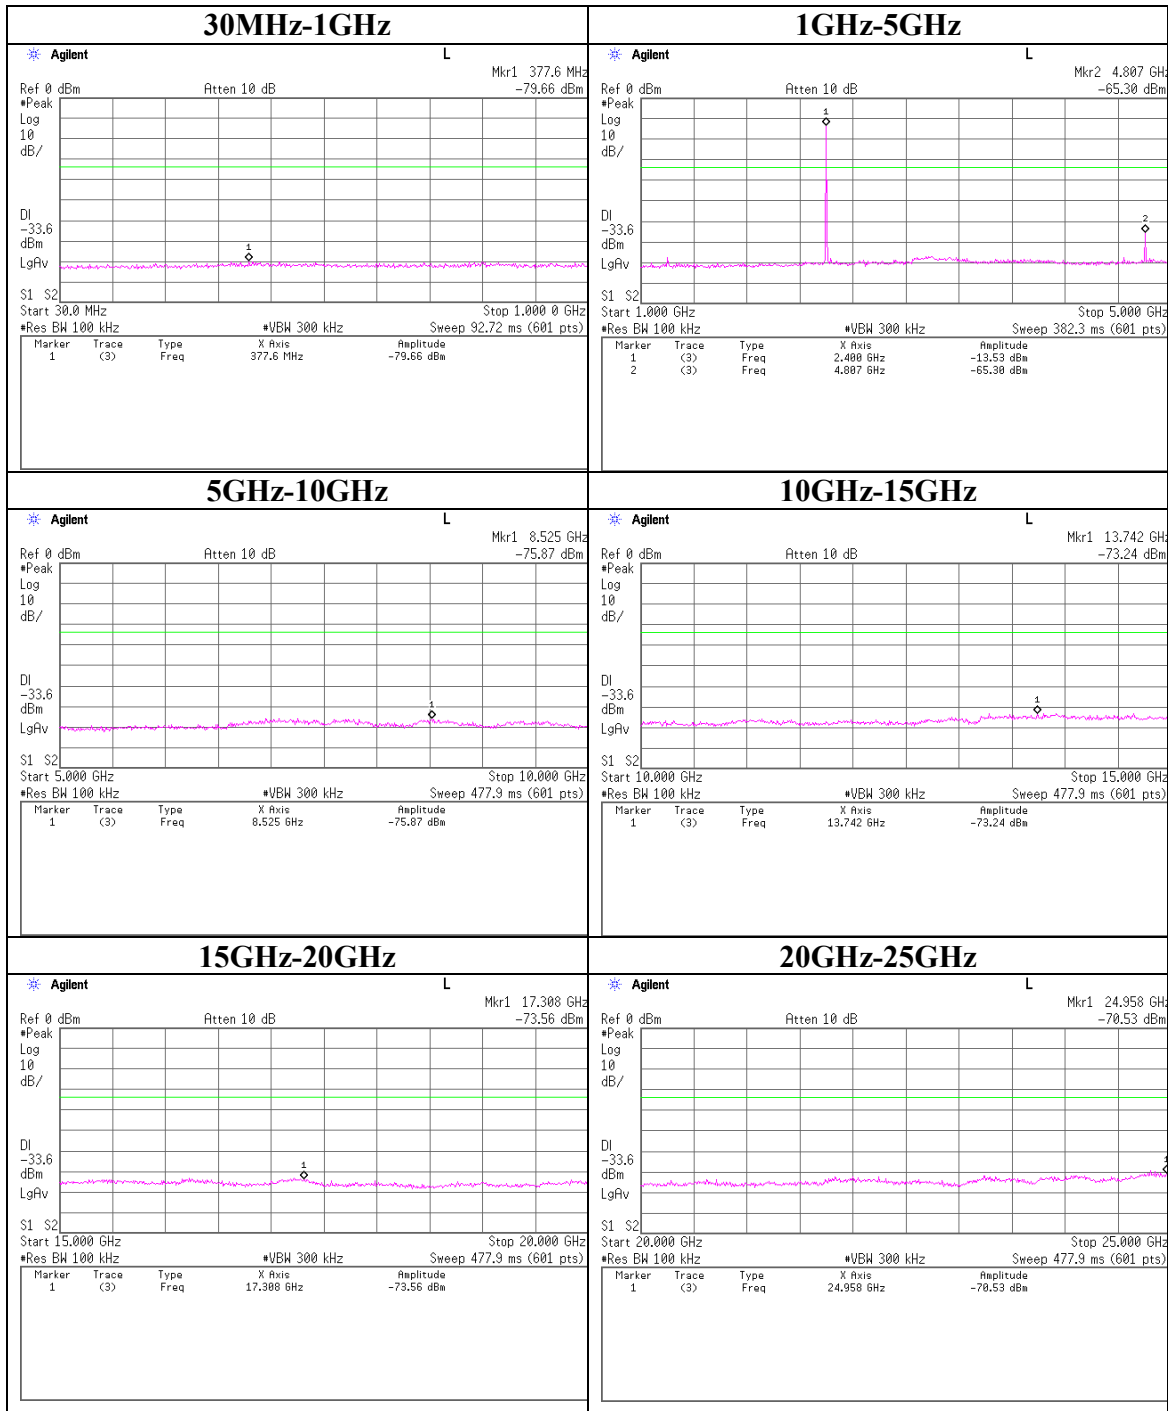 30MHz-1GHz
Agilent
L
Mkr1 377.6 MHz
Ref 0 dBm Atten 10 dB -79.66 dBm
#Peak
Log
10
dB/
1
DI
-33.6
dBm
LgAv
S1 S2
Start 30.0 MHz Stop 1.000 0 GHz
#Res BW 100 kHz #VBW 300 kHz Sweep 92.72 ms (601 pts)
Marker Trace Type X Axis Amplitude
1 (3) Freq 377.6 MHz -79.66 dBm
1GHz-5GHz
Agilent
L
Mkr2 4.807 GHz
Ref 0 dBm Atten 10 dB -65.30 dBm
#Peak
Log
10
dB/
1
2
DI
-33.6
dBm
LgAv
S1 S2
Start 1.000 GHz Stop 5.000 GHz
#Res BW 100 kHz #VBW 300 kHz Sweep 382.3 ms (601 pts)
Marker Trace Type X Axis Amplitude
1 (3) Freq 2.400 GHz -13.53 dBm
2 (3) Freq 4.807 GHz -65.30 dBm
5GHz-10GHz
Agilent
L
Mkr1 8.525 GHz
Ref 0 dBm Atten 10 dB -75.87 dBm
#Peak
Log
10
dB/
1
DI
-33.6
dBm
LgAv
S1 S2
Start 5.000 GHz Stop 10.000 GHz
#Res BW 100 kHz #VBW 300 kHz Sweep 477.9 ms (601 pts)
Marker Trace Type X Axis Amplitude
1 (3) Freq 8.525 GHz -75.87 dBm
10GHz-15GHz
Agilent
L
Mkr1 13.742 GHz
Ref 0 dBm Atten 10 dB -73.24 dBm
#Peak
Log
10
dB/
1
DI
-33.6
dBm
LgAv
S1 S2
Start 10.000 GHz Stop 15.000 GHz
#Res BW 100 kHz #VBW 300 kHz Sweep 477.9 ms (601 pts)
Marker Trace Type X Axis Amplitude
1 (3) Freq 13.742 GHz -73.24 dBm
15GHz-20GHz
Agilent
L
Mkr1 17.308 GHz
Ref 0 dBm Atten 10 dB -73.56 dBm
#Peak
Log
10
dB/
1
DI
-33.6
dBm
LgAv
S1 S2
Start 15.000 GHz Stop 20.000 GHz
#Res BW 100 kHz #VBW 300 kHz Sweep 477.9 ms (601 pts)
Marker Trace Type X Axis Amplitude
1 (3) Freq 17.308 GHz -73.56 dBm
20GHz-25GHz
Agilent
L
Mkr1 24.958 GHz
Ref 0 dBm Atten 10 dB -70.53 dBm
#Peak
Log
10
dB/
1
DI
-33.6
dBm
LgAv
S1 S2
Start 20.000 GHz Stop 25.000 GHz
#Res BW 100 kHz #VBW 300 kHz Sweep 477.9 ms (601 pts)
Marker Trace Type X Axis Amplitude
1 (3) Freq 24.958 GHz -70.53 dBm